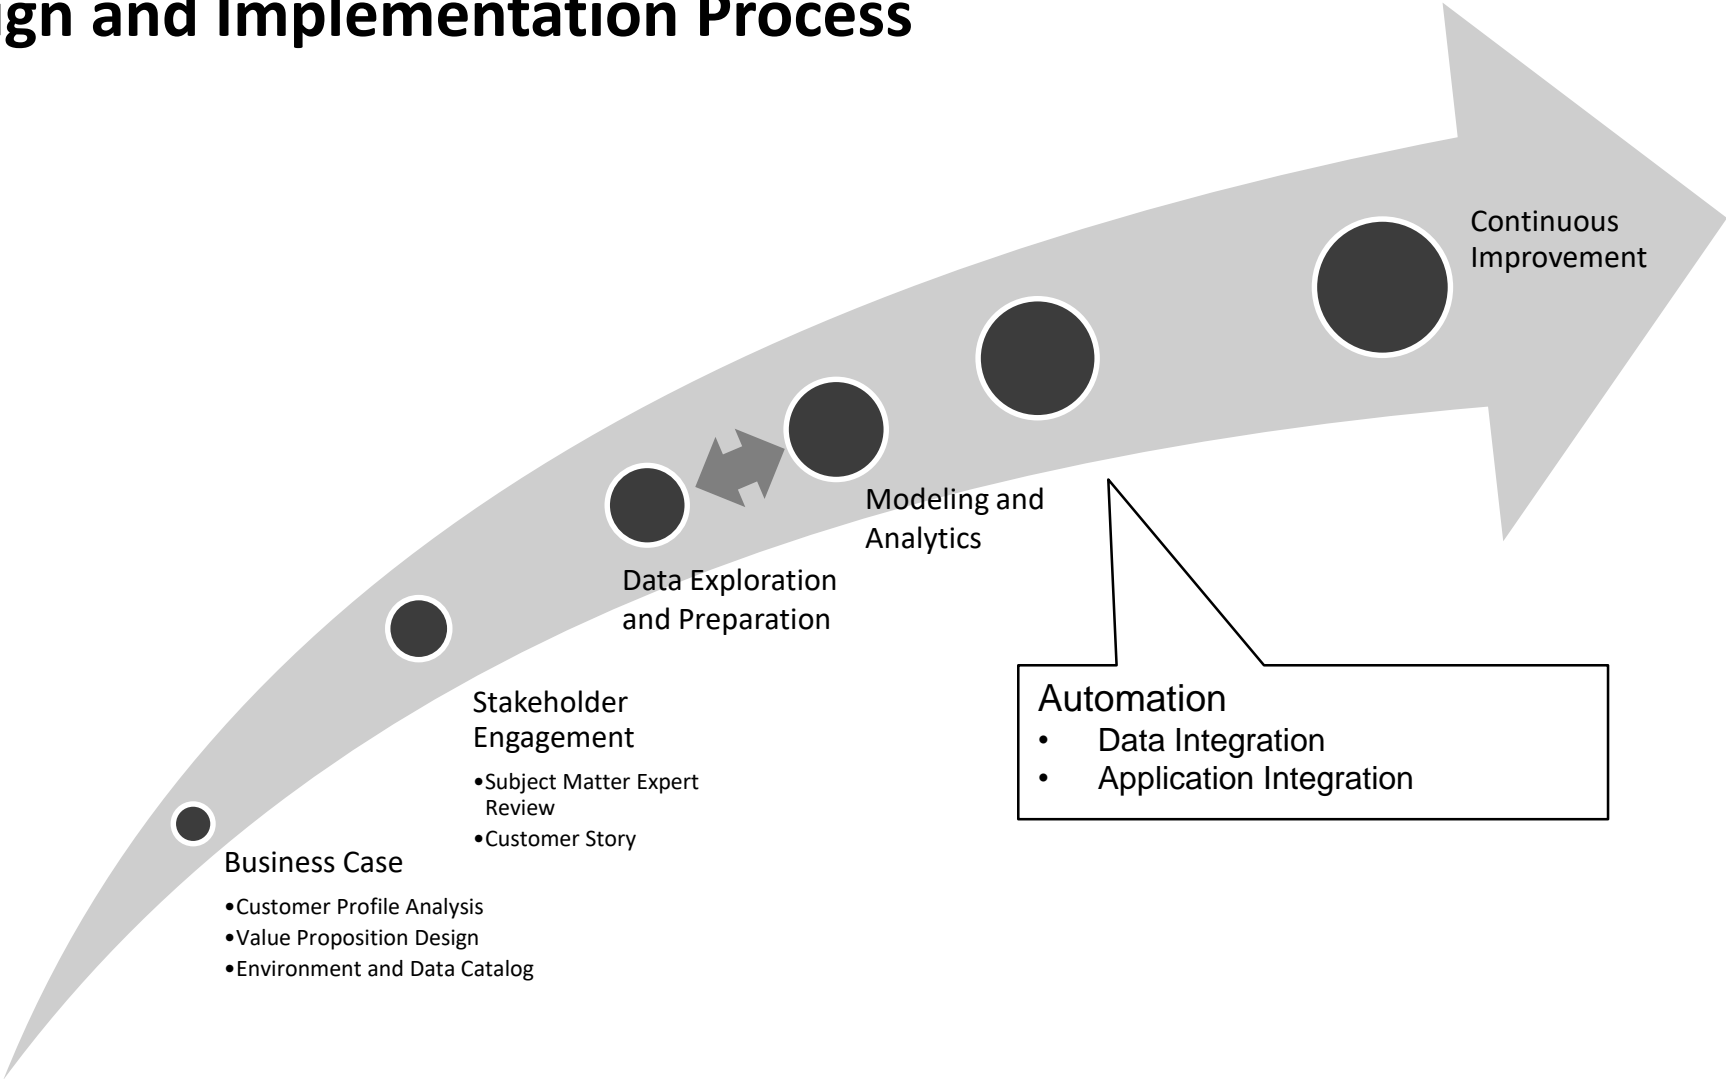 and Implementation Process
Continuous
Improvement
Modeling and
Analytics
Data Exploration
and Preparation
Automation
• Data Integration
• Application Integration
Stakeholder
Engagement
•Subject Matter Expert
Review
•Customer Story
Business Case
•Customer Profile Analysis
•Value Proposition Design
•Environment and Data Catalog